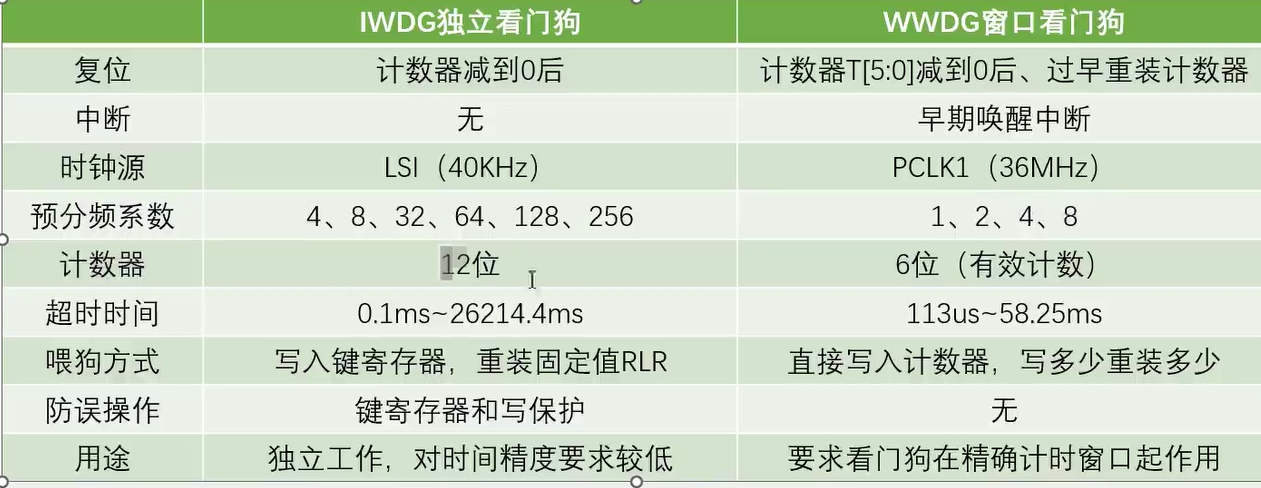 IWDG独立看门狗 WWDG窗口看门狗
复位 计数器减到0后 计数器T[5:0]减到0后、过早重装计数器
中断 无 早期唤醒中断
时钟源 LSI（40KHz） PCLK1（36MHz）
预分频系数 4、8、32、64、128、256 1、2、4、8
计数器 12位 6位（有效计数）
超时时间 0.1ms~26214.4ms 113us~58.25ms
喂狗方式 写入键寄存器，重装固定值RLR 直接写入计数器，写多少重装多少
防误操作 键寄存器和写保护 无
用途 独立工作，对时间精度要求较低 要求看门狗在精确计时窗口起作用